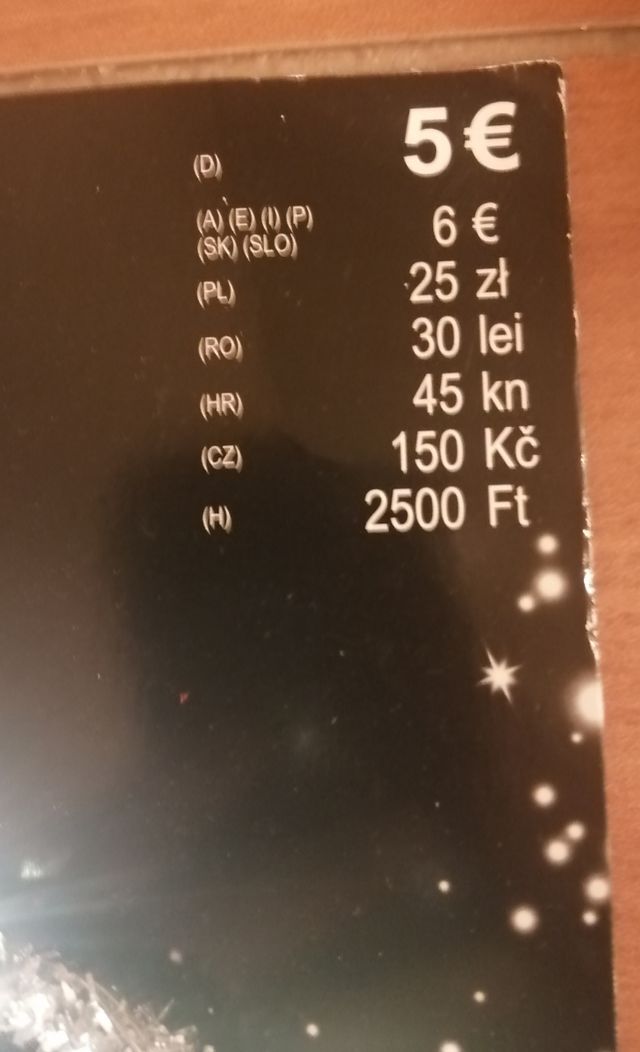 (D) 5 €
(A) (E) (I) (P)
(SK) (SLO) 6 €
(PL) 25 zł
(RO) 30 lei
(HR) 45 kn
(CZ) 150 Kč
(H) 2500 Ft